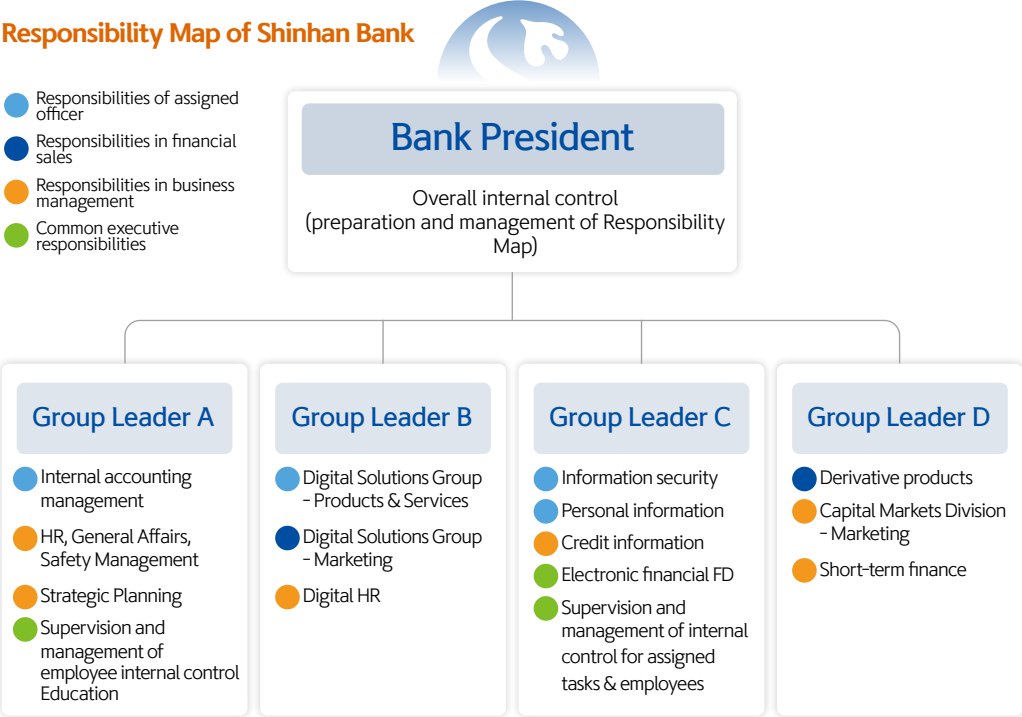 Responsibility Map of Shinhan Bank
Responsibilities of assigned
officer
Responsibilities in financial
sales
Responsibilities in business
management
Common executive
responsibilities
Bank President
Overall internal control
(preparation and management of Responsibility
Map)
Group Leader A
Internal accounting
management
HR, General Affairs,
Safety Management
Strategic Planning
Supervision and
management of
employee internal control
Education
Group Leader B
Digital Solutions Group
- Products & Services
Digital Solutions Group
- Marketing
Digital HR
Group Leader C
Information security
Personal information
Credit information
Electronic financial FD
Supervision and
management of internal
control for assigned
tasks & employees
Group Leader D
Derivative products
Capital Markets Division
- Marketing
Short-term finance